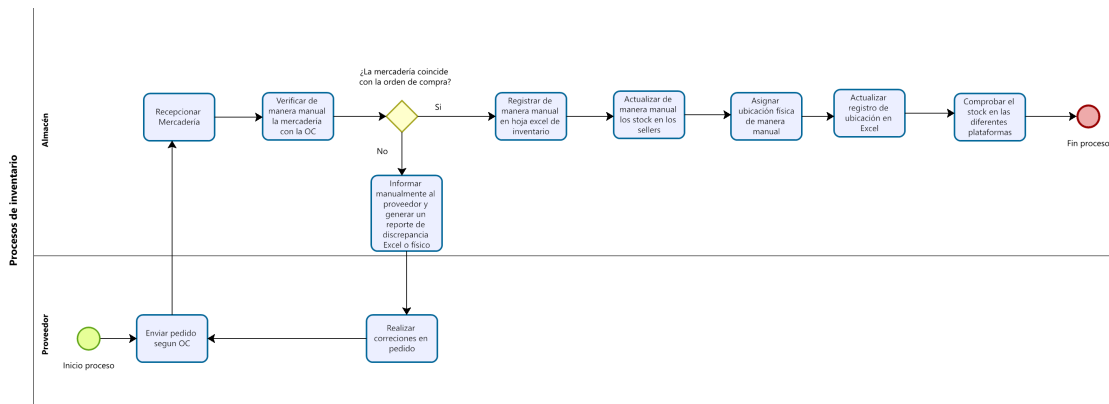 Procesos de inventario
Almacén
¿La mercadería coincide
con la orden de compra?
Recepcionar
Mercaderia
Verificar de
manera manual
la mercaderia
con la OC
Si
No
Registrar de
manera manual
en hoja excel de
inventario
Actualizar de
manera manual
los stock en los
sellers
Asignar
ubicación física
de manera
manual
Actualizar
registro de
ubicación en
Excel
Comprobar el
stock en las
diferentes
plataformas
Fin proceso
Informar
manualmente al
proveedor y
generar un
reporte de
discrepancia
Excel o físico
Proveedor
Inicio proceso
Enviar pedido
segun OC
Realizar
correciones en
pedido